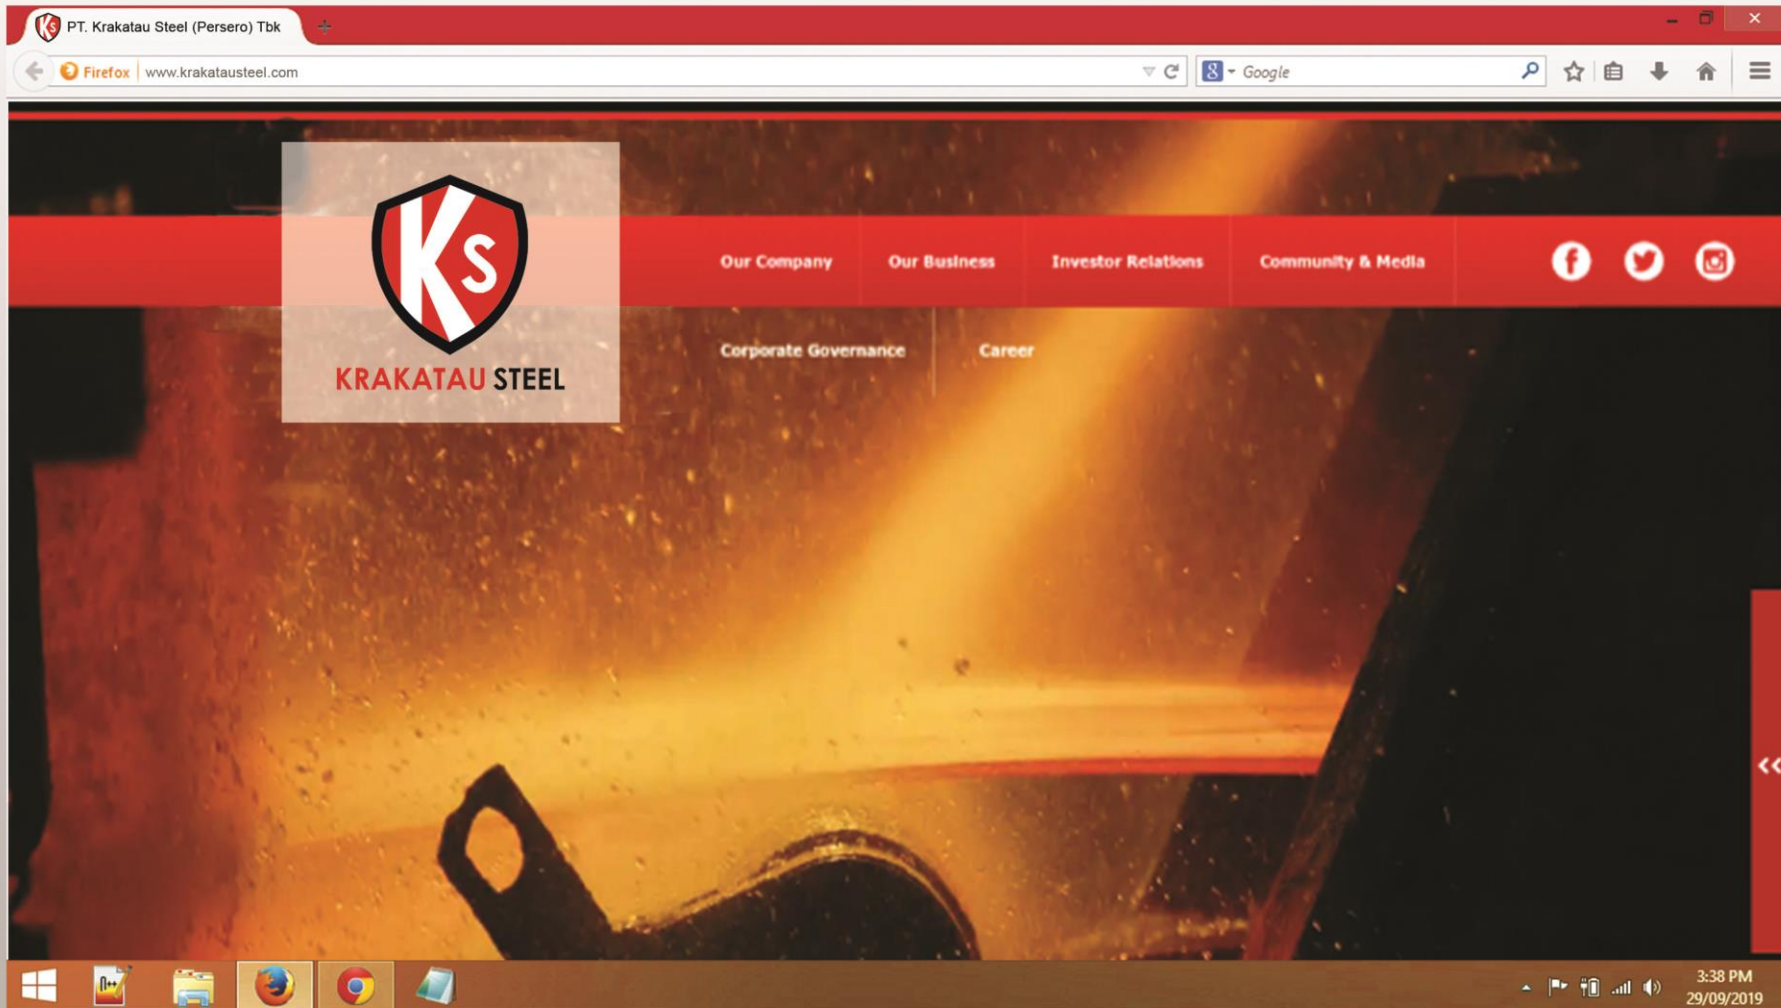 PT. Krakatau Steel (Persero) Tbk
Firefox www.krakatausteel.com Google
KS
KRAKATAU STEEL
Our Company Our Business Investor Relations Community & Media
Corporate Governance Career
3:38 PM
29/09/2019